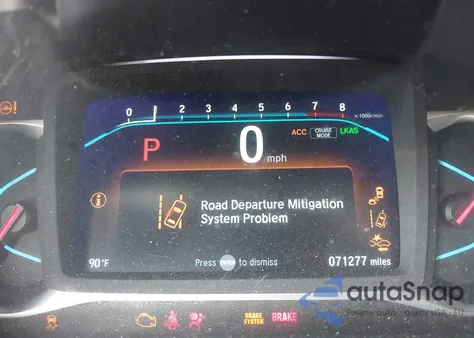 0 1 2 3 4 5 6 7 8 x1000r/min
P 0 mph ACC CRUISE MODE LKAS
Road Departure Mitigation
System Problem
90°F Press ENTER to dismiss 071277 miles
BRAKE SYSTEM BRAKE
autoSnap